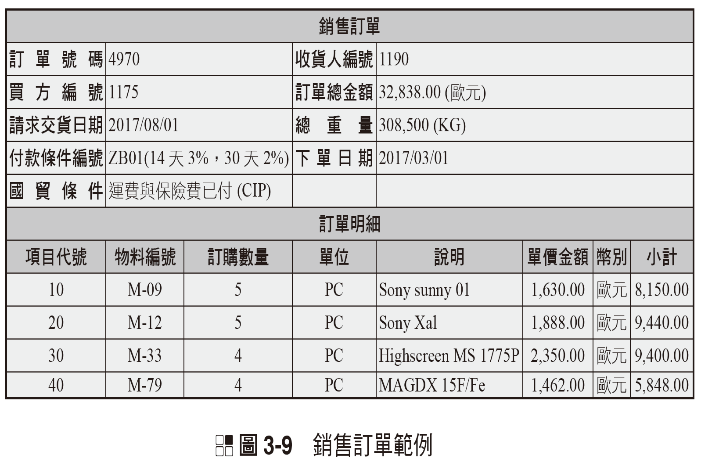 銷售訂單
訂單號碼 4970 收貨人編號 1190
買方編號 1175 訂單總金額 32,838.00 (歐元)
請求交貨日期 2017/08/01 總重量 308,500 (KG)
付款條件編號 ZB01(14 天 3%，30 天 2%) 下單日期 2017/03/01
國貿條件 運費與保險費已付 (CIP)
訂單明細
項目代號 物料編號 訂購數量 單位 說明 單價金額 幣別 小計
10 M-09 5 PC Sony sunny 01 1,630.00 歐元 8,150.00
20 M-12 5 PC Sony Xal 1,888.00 歐元 9,440.00
30 M-33 4 PC Highscreen MS 1775P 2,350.00 歐元 9,400.00
40 M-79 4 PC MAGDX 15F/Fe 1,462.00 歐元 5,848.00
圖 3-9 銷售訂單範例